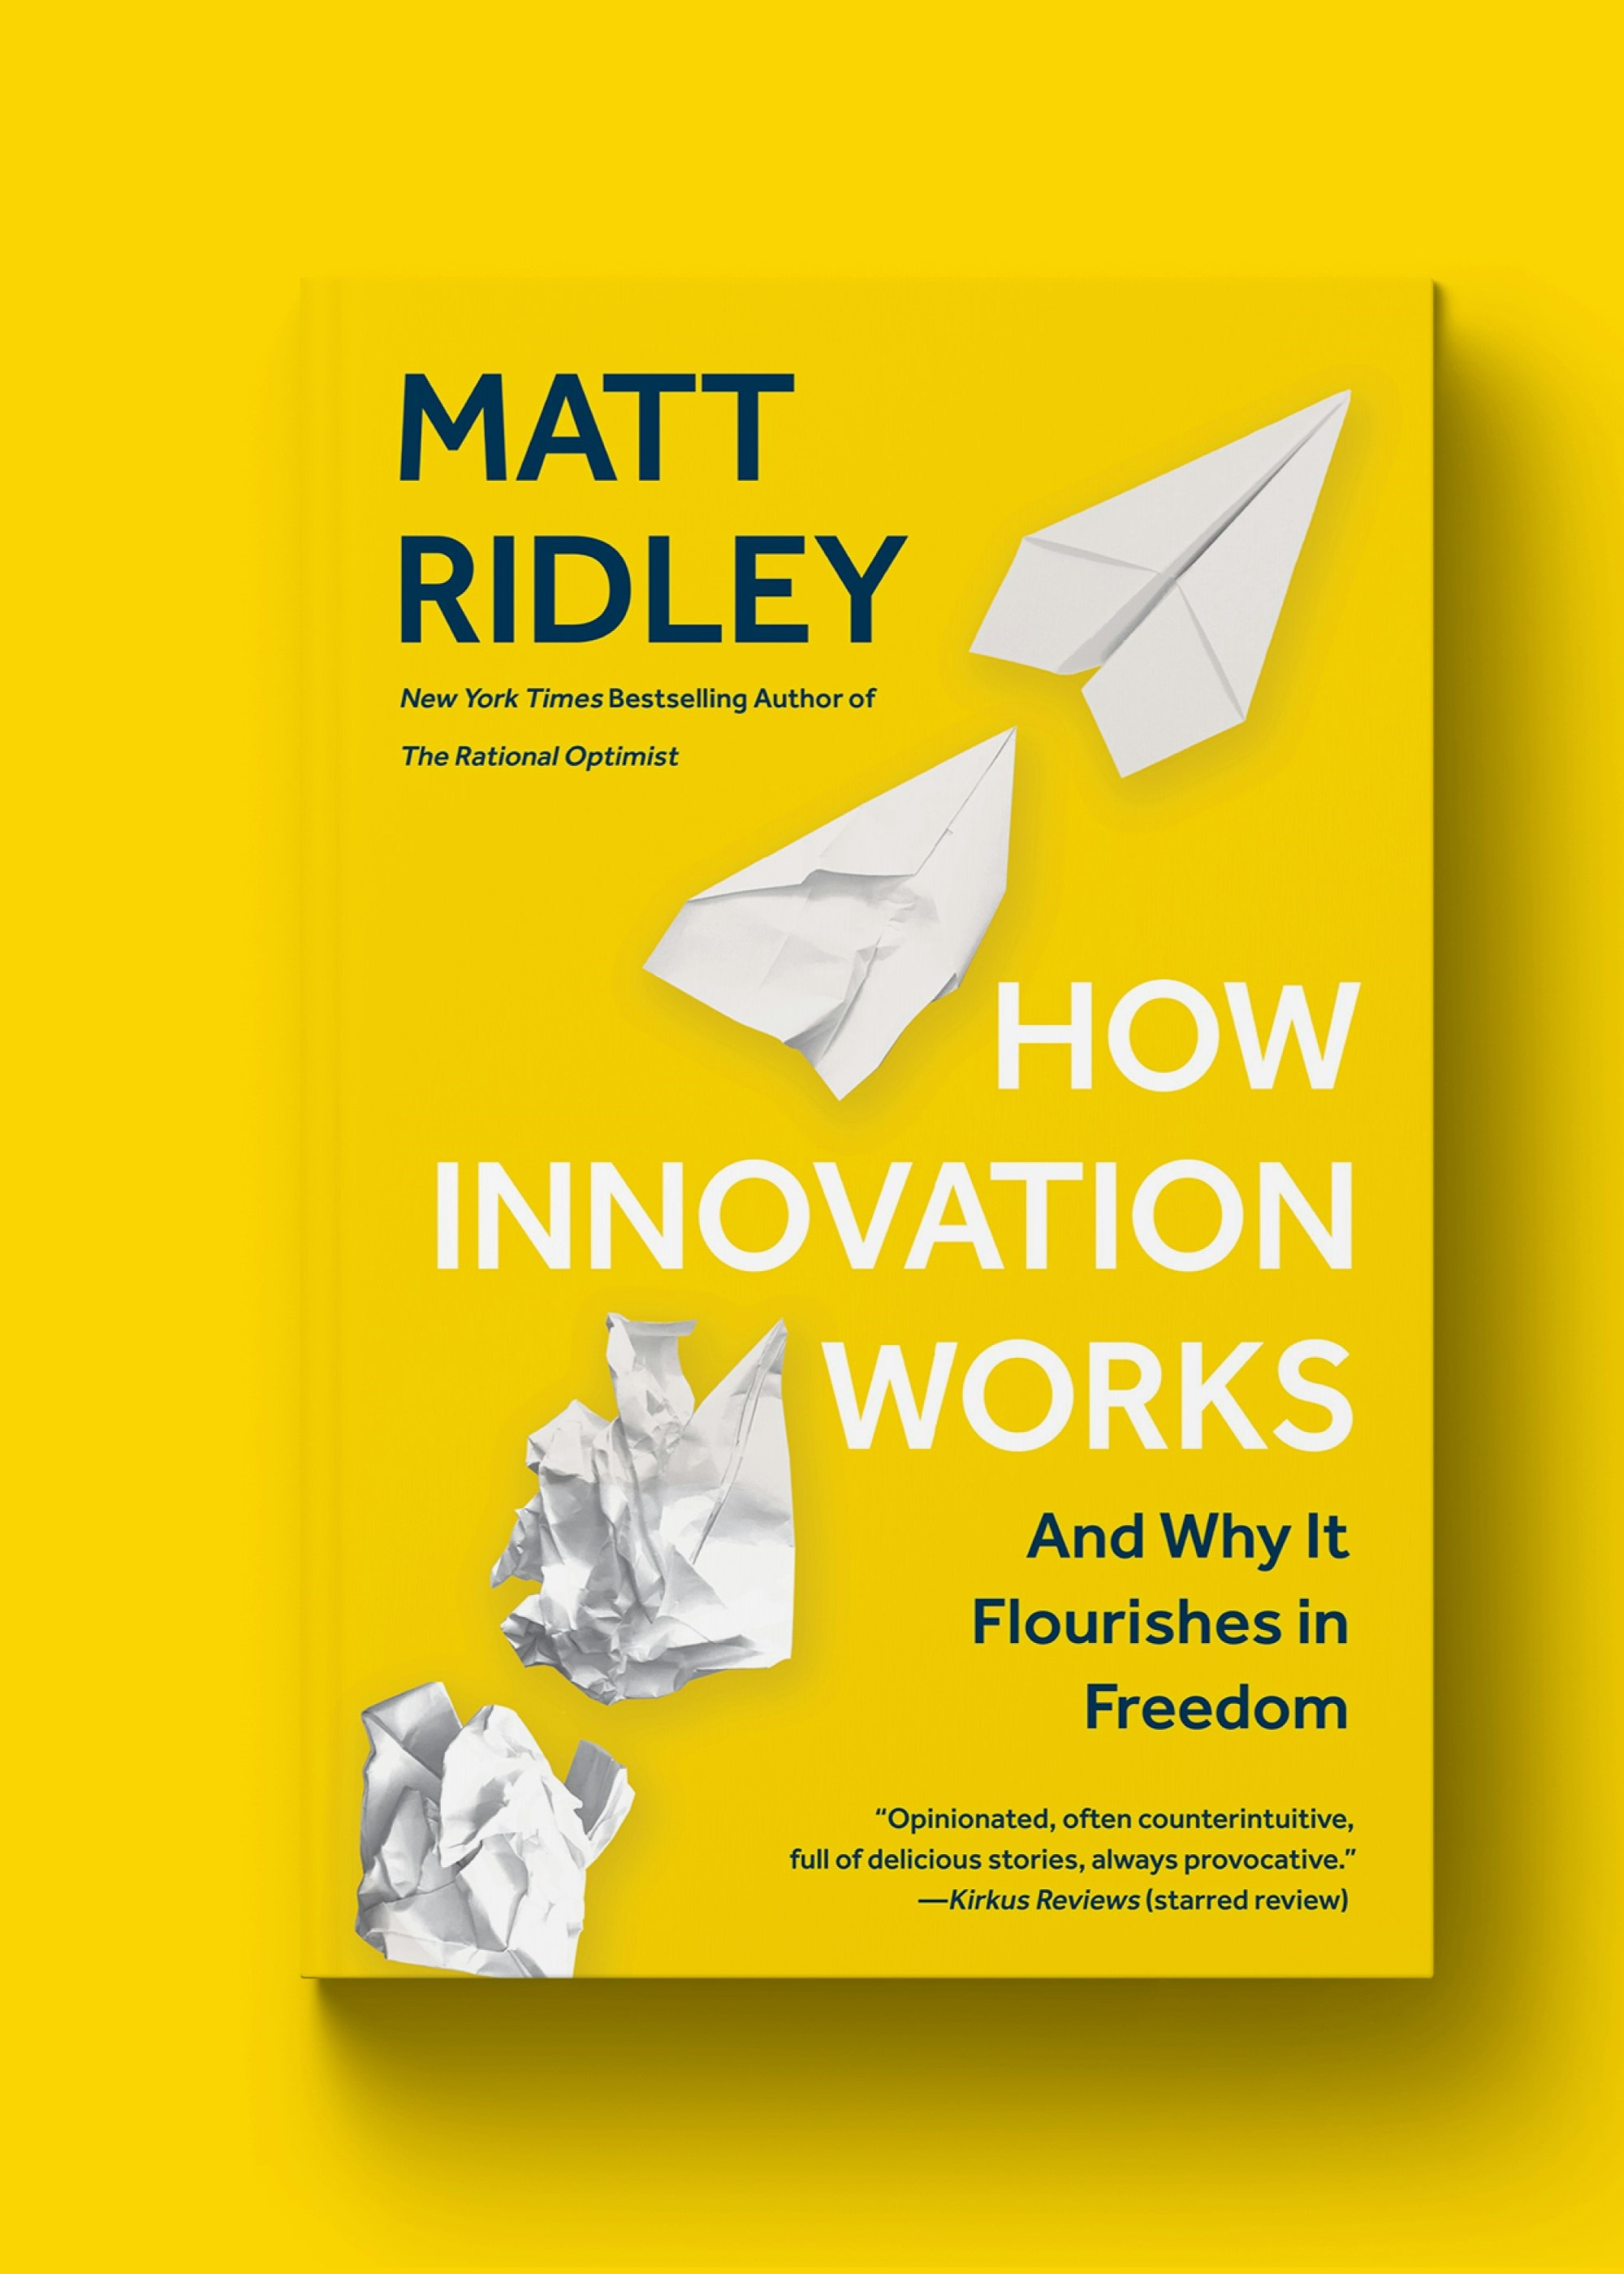 MATT
RIDLEY
New York Times Bestselling Author of
The Rational Optimist
HOW
INNOVATION
WORKS
And Why It
Flourishes in
Freedom
“Opinionated, often counterintuitive,
full of delicious stories, always provocative.”
—Kirkus Reviews (starred review)